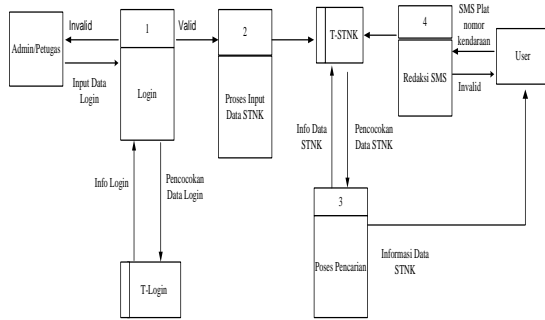 Invalid
Admin/Petugas
Input Data
Login
1
Login
Valid
2
Proses Input
Data STNK
T-STNK
4
Redaksi SMS
SMS Plat
nomor
kendaraan
User
Invalid
Info Login
Pencocokan
Data Login
T-Login
Info Data
STNK
Pencocokan
Data STNK
3
Poses Pencarian
Informasi Data
STNK